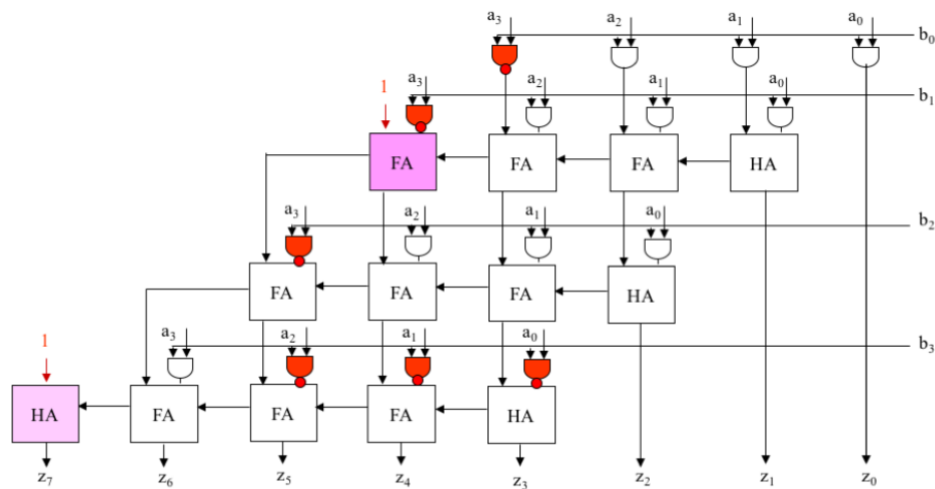 a₃ a₂ a₁ a₀
b₀
1 a₃ a₂ a₁ a₀ b₁
FA FA FA HA
a₃ a₂ a₁ a₀ b₂
FA FA FA HA
a₃ a₂ a₁ a₀ b₃
1
HA FA FA FA HA
z₇ z₆ z₅ z₄ z₃ z₂ z₁ z₀